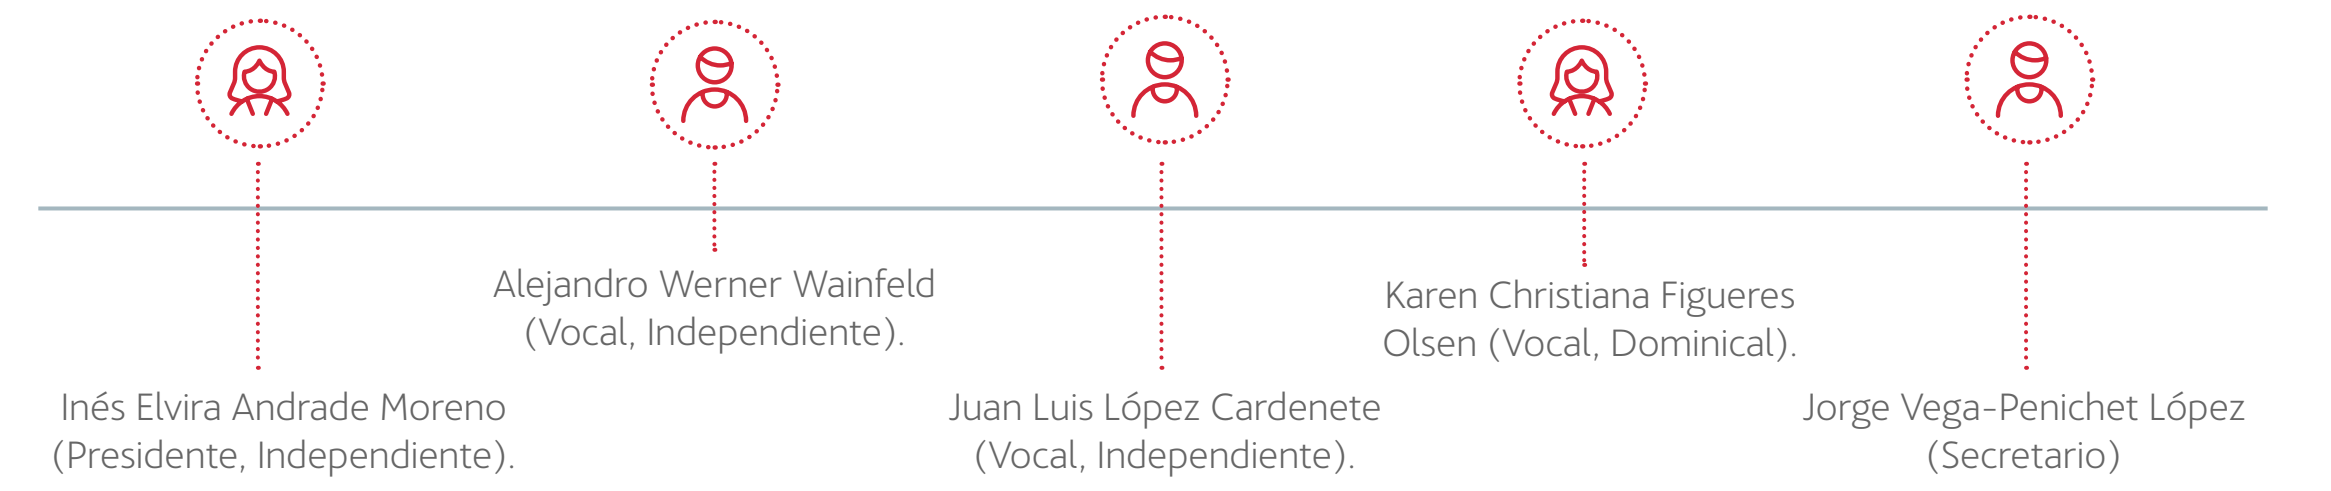 Inés Elvira Andrade Moreno
(Presidente, Independiente).
Alejandro Werner Wainfeld
(Vocal, Independiente).
Juan Luis López Cardenete
(Vocal, Independiente).
Karen Christiana Figueres
Olsen (Vocal, Dominical).
Jorge Vega-Penichet López
(Secretario)